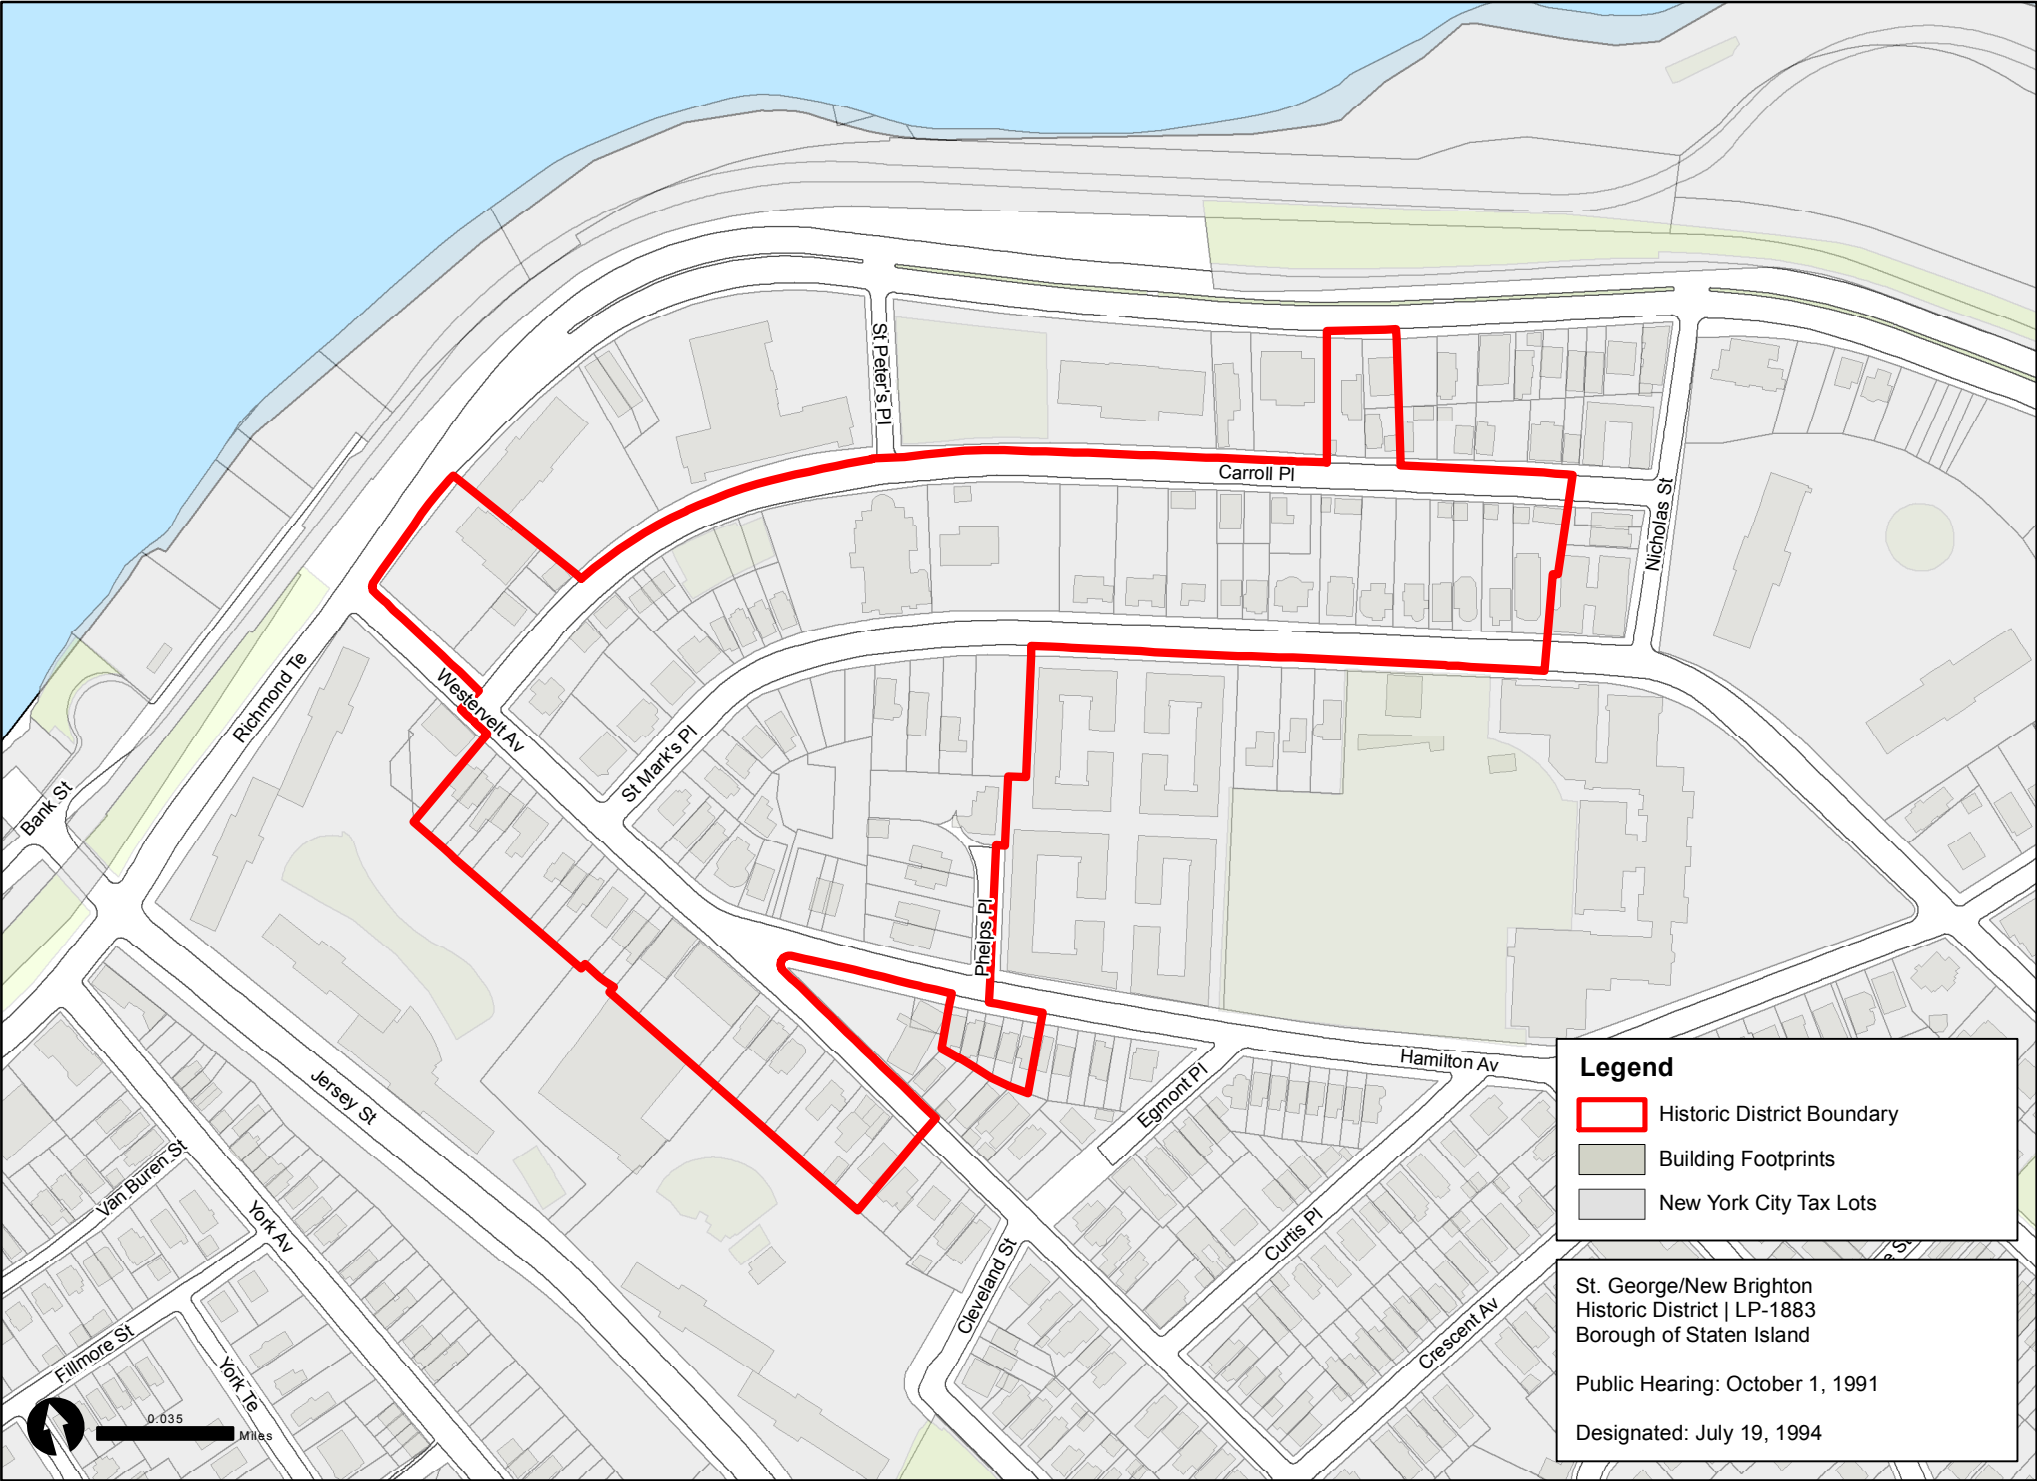 St Peter's Pl
Carroll Pl
Nicholas St
Richmond Te
Westervelt Av
St Mark's Pl
Bank St
Phelps Pl
Hamilton Av
Egmont Pl
Jersey St
Van Buren St
York Av
Curtis Pl
Cleveland St
Crescent Av
Fillmore St
York Te
e St
0.035
Miles
Legend
Historic District Boundary
Building Footprints
New York City Tax Lots
St. George/New Brighton
Historic District | LP-1883
Borough of Staten Island
Public Hearing: October 1, 1991
Designated: July 19, 1994